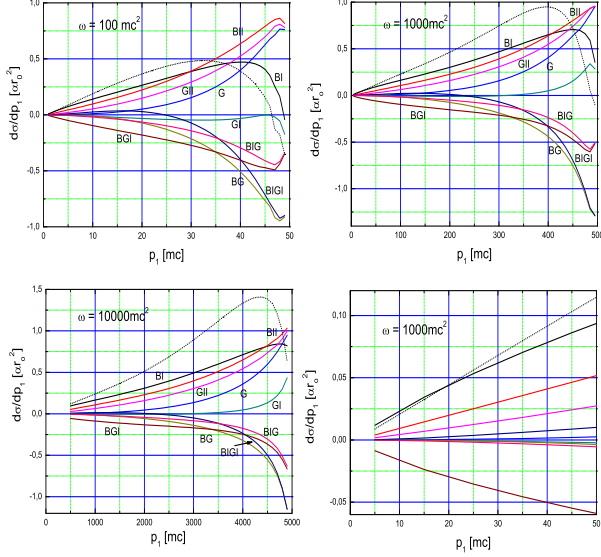 ω = 100 mc²
1,0
0,5
0,0
-0,5
-1,0
0 10 20 30 40 50
dσ/dp₁ [αr₀²]
p₁ [mc]
BII
BI
GII
G
GI
BGI
BIG
BG
BIGI
ω = 1000mc²
1,0
0,5
0,0
-0,5
-1,0
0 100 200 300 400 500
dσ/dp₁ [αr₀²]
p₁ [mc]
BII
BI
GII
G
GI
BGI
BIG
BG
BIGI
ω = 10000mc²
1,5
1,0
0,5
0,0
-0,5
-1,0
0 1000 2000 3000 4000 5000
dσ/dp₁ [αr₀²]
p₁ [mc]
BII
BI
GII
G
GI
BGI
BG
BIG
BIGI
ω = 1000mc²
0,10
0,05
0,00
-0,05
0 10 20 30 40 50
dσ/dp₁ [αr₀²]
p₁ [mc]